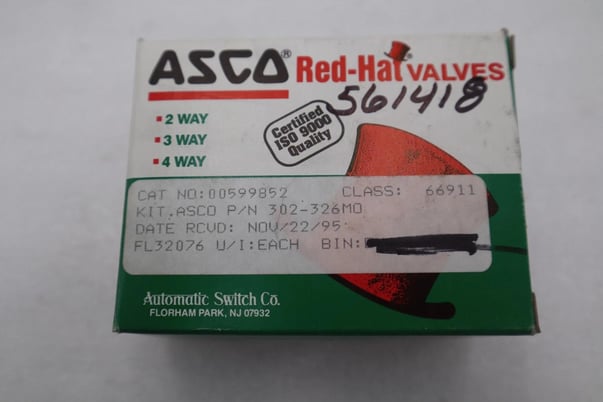 ASCO® Red-Hat® VALVES
561418
2 WAY
3 WAY
4 WAY
Certified
ISO 9000
Quality
CAT NO:00599852 CLASS: 66911
KIT.ASCO P/N 302-326MO
DATE RCVD: NOV/22/95
FL32076 U/I:EACH BIN:
Automatic Switch Co.
FLORHAM PARK, NJ 07932